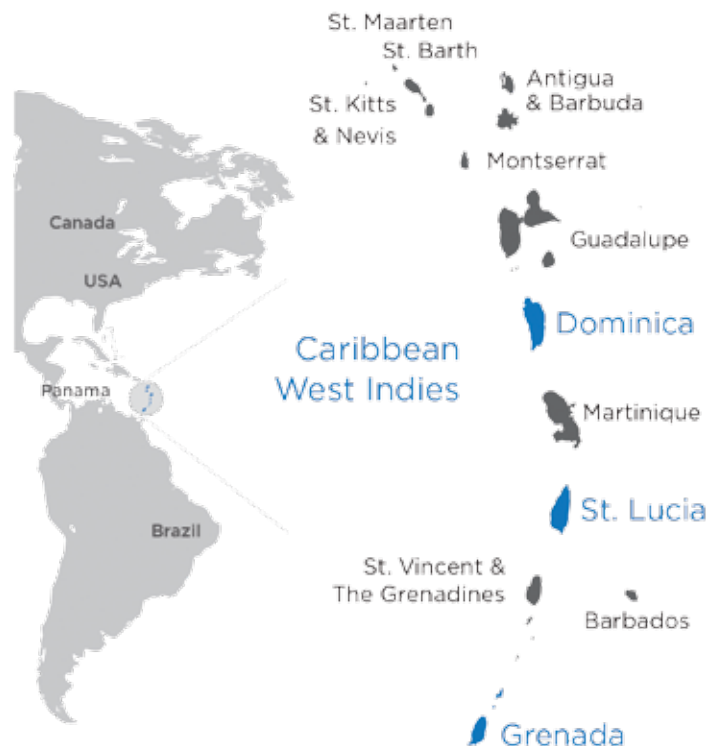 St. Maarten
St. Barth
St. Kitts
& Nevis
Antigua
& Barbuda
Montserrat
Guadalupe
Dominica
Caribbean
West Indies
Martinique
St. Lucia
St. Vincent &
The Grenadines
Barbados
Grenada
Canada
USA
Panama
Brazil